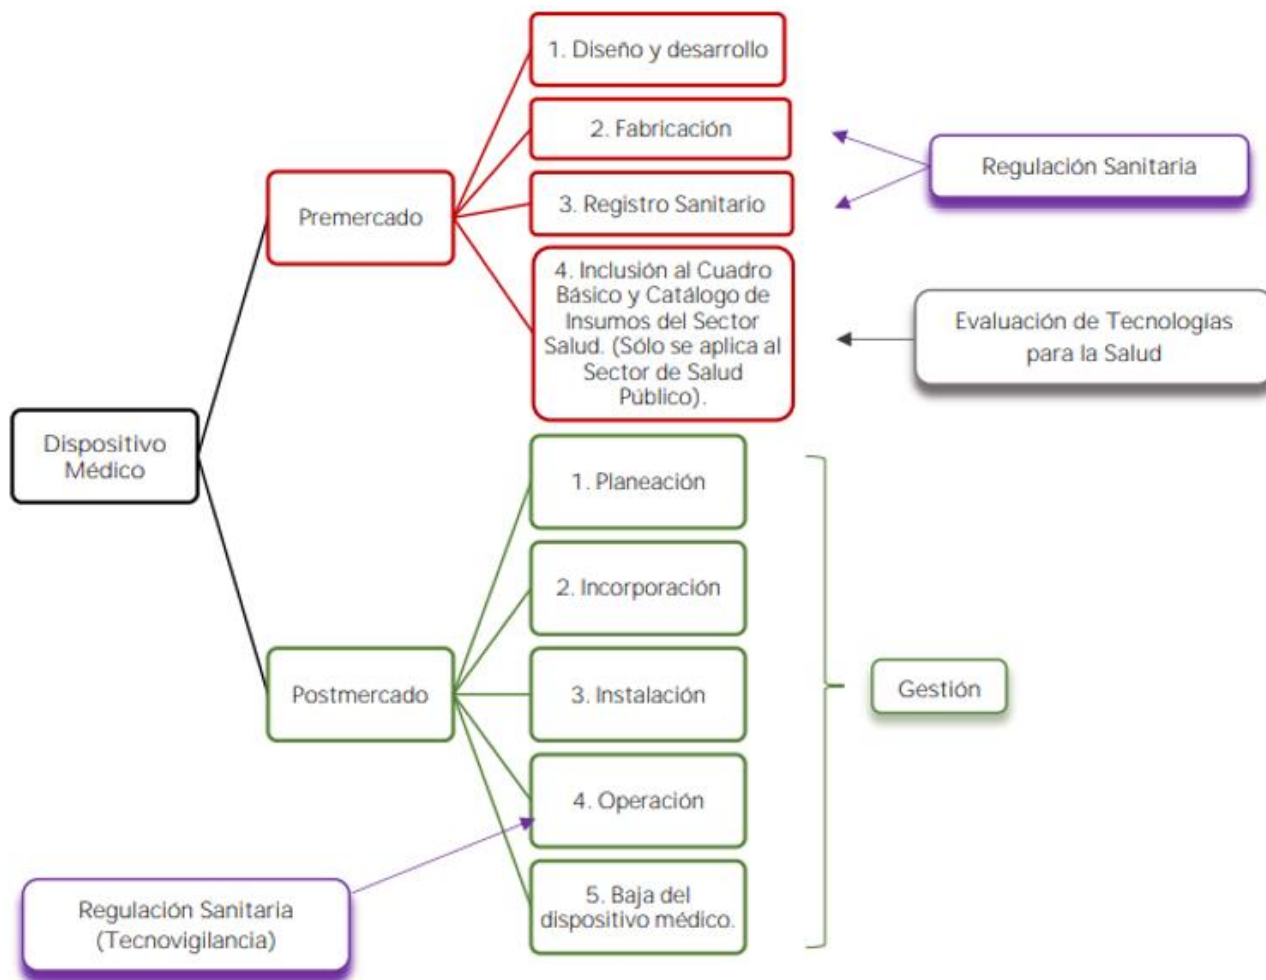 1. Diseño y desarrollo
2. Fabricación
Regulación Sanitaria
3. Registro Sanitario
Premercado
4. Inclusión al Cuadro
Básico y Catálogo de
Insumos del Sector
Salud. (Sólo se aplica al
Sector de Salud
Público).
Evaluación de Tecnologías
para la Salud
Dispositivo
Médico
1. Planeación
2. Incorporación
Postmercado
3. Instalación
Gestión
4. Operación
5. Baja del
dispositivo médico.
Regulación Sanitaria
(Tecnovigilancia)